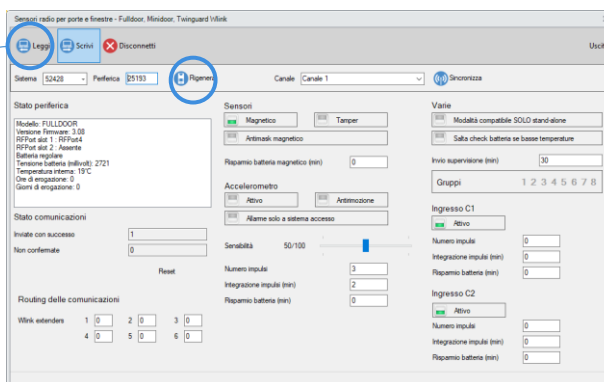 Sensori radio per porte e finestre - Fulldoor, Minidoor, Twinguard Wlink
Leggi Scrivi Disconnetti Uscit
Sistema 52428 Periferica 25193 Rigenera Canale Canale 1 Sincronizza
Stato periferica
Modello: FULLDOOR
Versione Firmware: 3.08
RFPort slot 1 : RFPort4
RFPort slot 2 : Assente
Batteria regolare
Tensione batteria (millivolt): 2721
Temperatura interna: 19°C
Ore di erogazione: 0
Giorni di erogazione: 0
Stato comunicazioni
Inviate con successo 1
Non confermate 0
Reset
Routing delle comunicazioni
Wlink extenders 1 0 2 0 3 0
4 0 5 0 6 0
Sensori
Magnetico Tamper
Antimask magnetico
Risparmio batteria magnetico (min) 0
Accelerometro
Attivo Antirimozione
Allarme solo a sistema accesso
Sensibilità 50/100
Numero impulsi 3
Integrazione impulsi (min) 2
Risparmio batteria (min) 0
Varie
Modalità compatibile SOLO stand-alone
Salta check batteria se basse temperature
Invio supervisione (min) 30
Gruppi 1 2 3 4 5 6 7 8
Ingresso C1
Attivo
Numero impulsi 0
Integrazione impulsi (min) 0
Risparmio batteria (min) 0
Ingresso C2
Attivo
Numero impulsi 0
Integrazione impulsi (min) 0
Risparmio batteria (min) 0